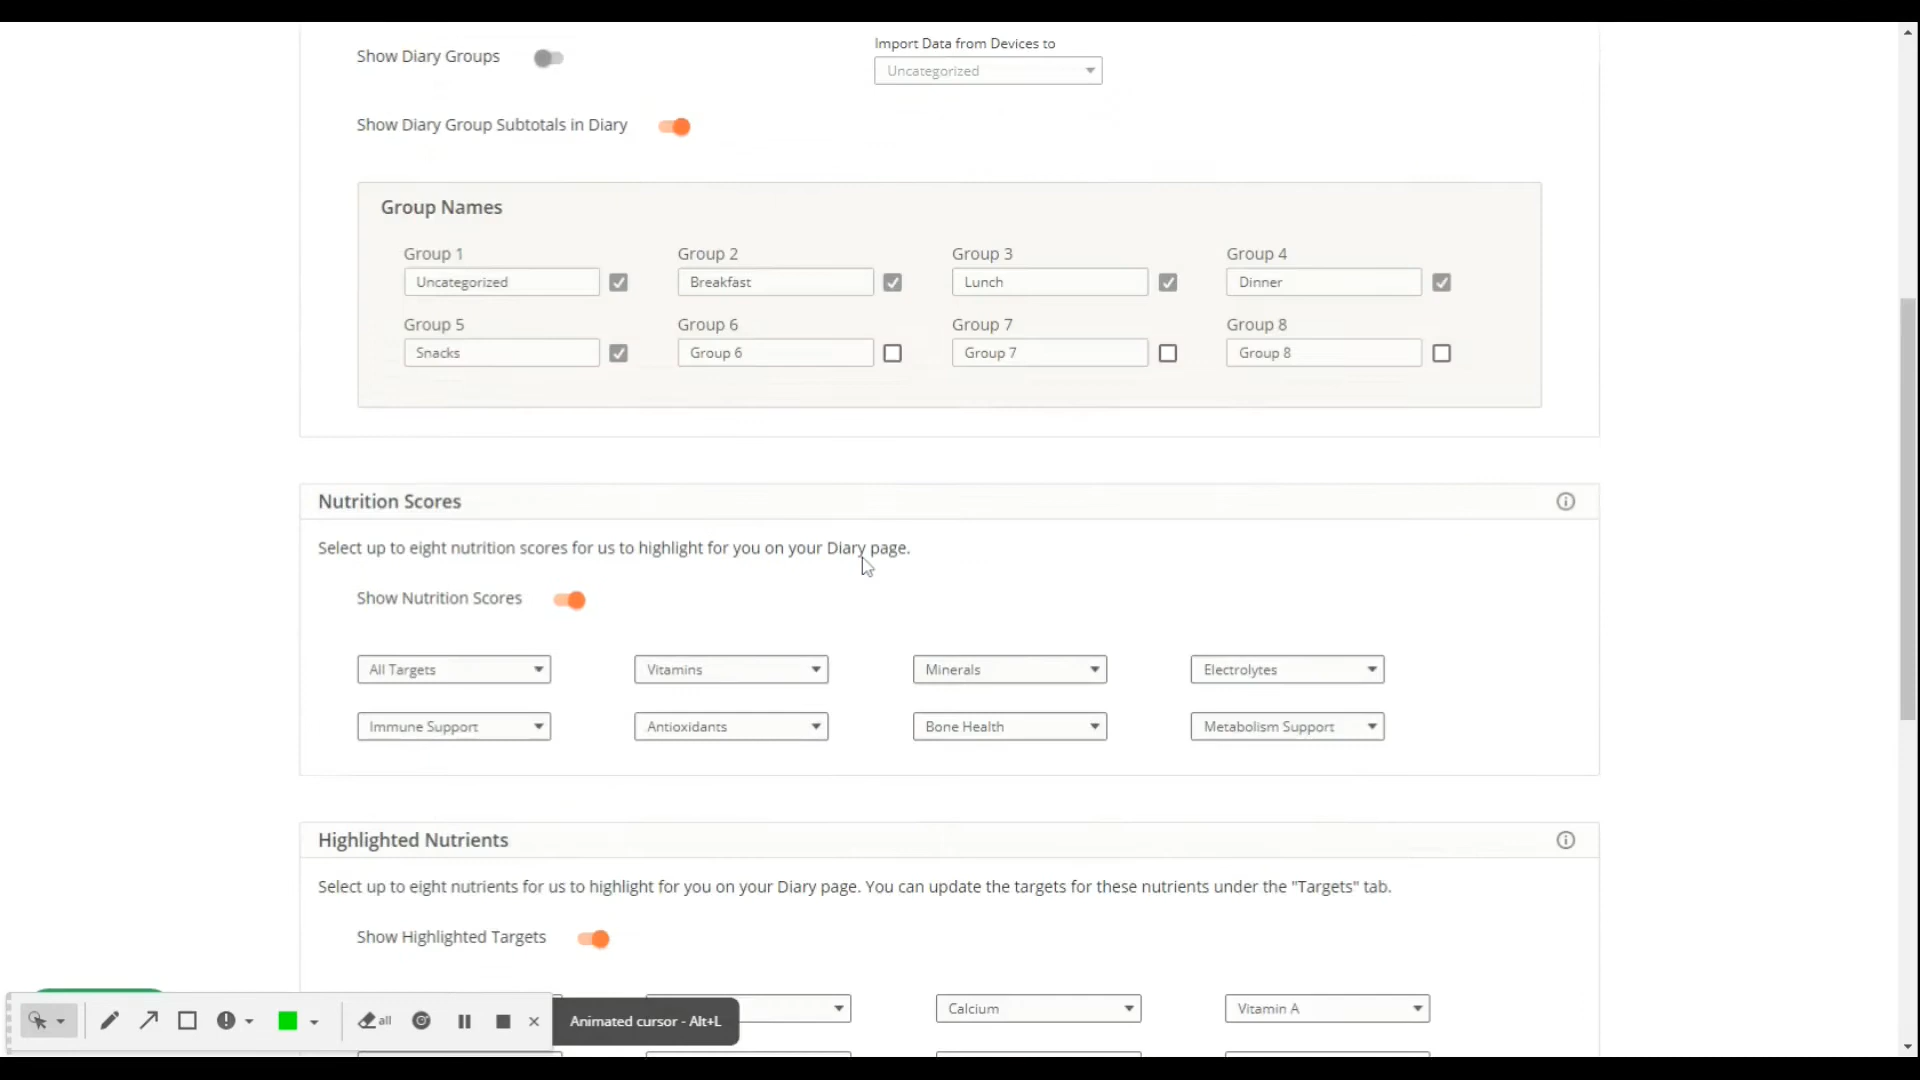 Show Diary Groups
Import Data from Devices to
Uncategorized
Show Diary Group Subtotals in Diary
Group Names
Group 1 Group 2 Group 3 Group 4
Uncategorized Breakfast Lunch Dinner
Group 5 Group 6 Group 7 Group 8
Snacks Group 6 Group 7 Group 8
Nutrition Scores
Select up to eight nutrition scores for us to highlight for you on your Diary page.
Show Nutrition Scores
All Targets Vitamins Minerals Electrolytes
Immune Support Antioxidants Bone Health Metabolism Support
Highlighted Nutrients
Select up to eight nutrients for us to highlight for you on your Diary page. You can update the targets for these nutrients under the "Targets" tab.
Show Highlighted Targets
Calcium Vitamin A
all Animated cursor - Alt+L